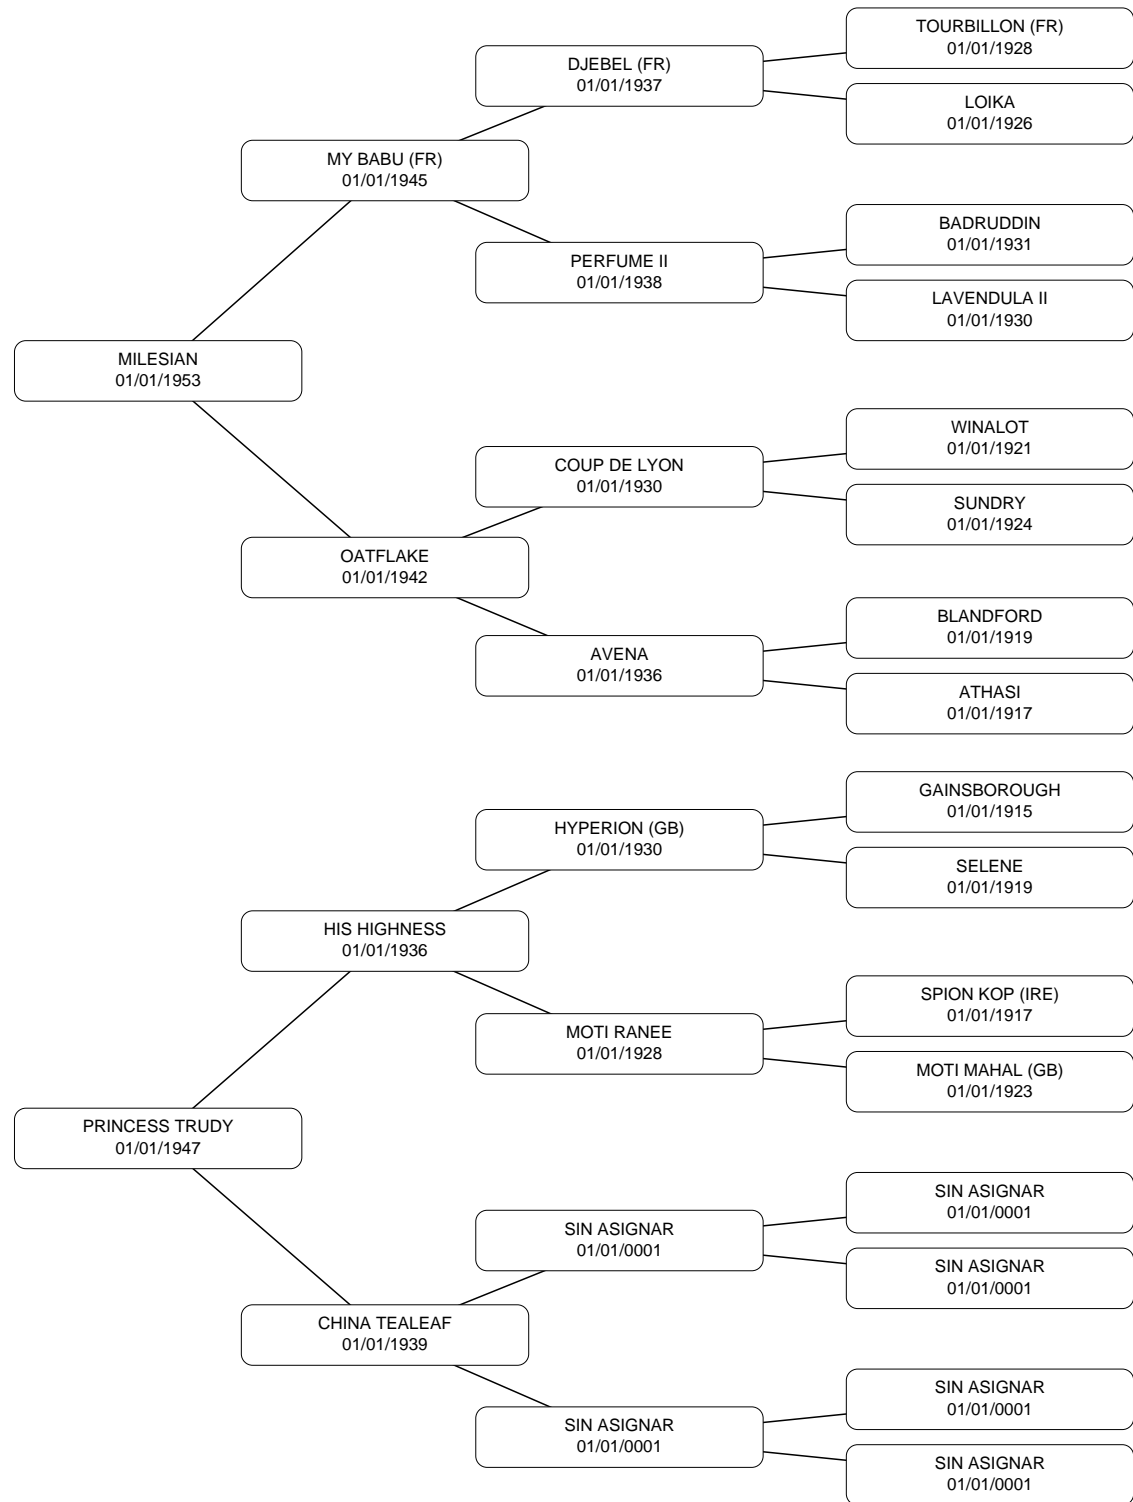 TOURBILLON (FR)
01/01/1928
DJEBEL (FR)
01/01/1937
LOIKA
01/01/1926
MY BABU (FR)
01/01/1945
BADRUDDIN
01/01/1931
PERFUME II
01/01/1938
LAVENDULA II
01/01/1930
MILESIAN
01/01/1953
WINALOT
01/01/1921
COUP DE LYON
01/01/1930
SUNDRY
01/01/1924
OATFLAKE
01/01/1942
BLANDFORD
01/01/1919
AVENA
01/01/1936
ATHASI
01/01/1917
GAINSBOROUGH
01/01/1915
HYPERION (GB)
01/01/1930
SELENE
01/01/1919
HIS HIGHNESS
01/01/1936
SPION KOP (IRE)
01/01/1917
MOTI RANEE
01/01/1928
MOTI MAHAL (GB)
01/01/1923
PRINCESS TRUDY
01/01/1947
SIN ASIGNAR
01/01/0001
SIN ASIGNAR
01/01/0001
SIN ASIGNAR
01/01/0001
CHINA TEALEAF
01/01/1939
SIN ASIGNAR
01/01/0001
SIN ASIGNAR
01/01/0001
SIN ASIGNAR
01/01/0001